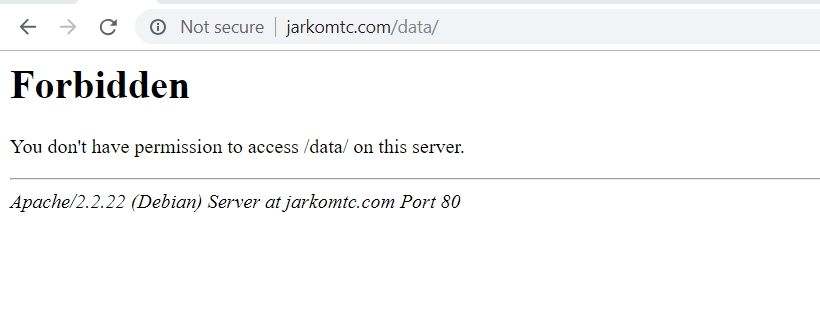 Not secure | jarkomtc.com/data/
Forbidden
You don't have permission to access /data/ on this server.
Apache/2.2.22 (Debian) Server at jarkomtc.com Port 80